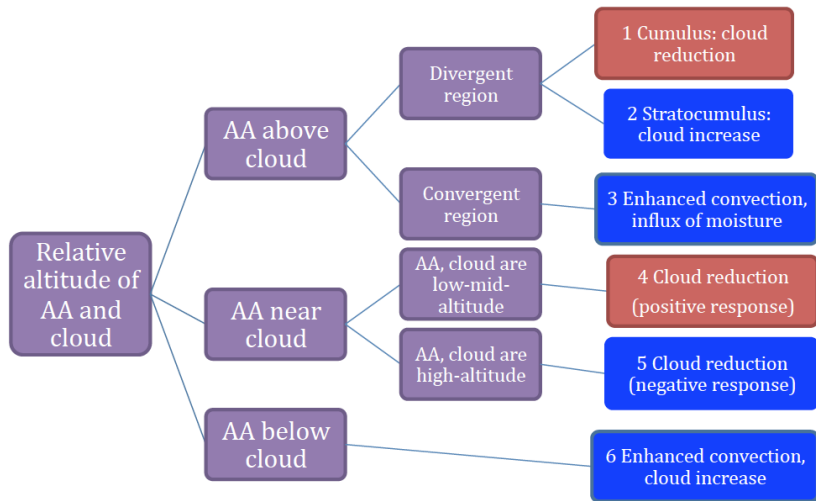 Relative
altitude of
AA and
cloud
AA above
cloud
AA near
cloud
AA below
cloud
Divergent
region
Convergent
region
AA, cloud are
low-mid-
altitude
AA, cloud are
high-altitude
1 Cumulus: cloud
reduction
2 Stratocumulus:
cloud increase
3 Enhanced convection,
influx of moisture
4 Cloud reduction
(positive response)
5 Cloud reduction
(negative response)
6 Enhanced convection,
cloud increase